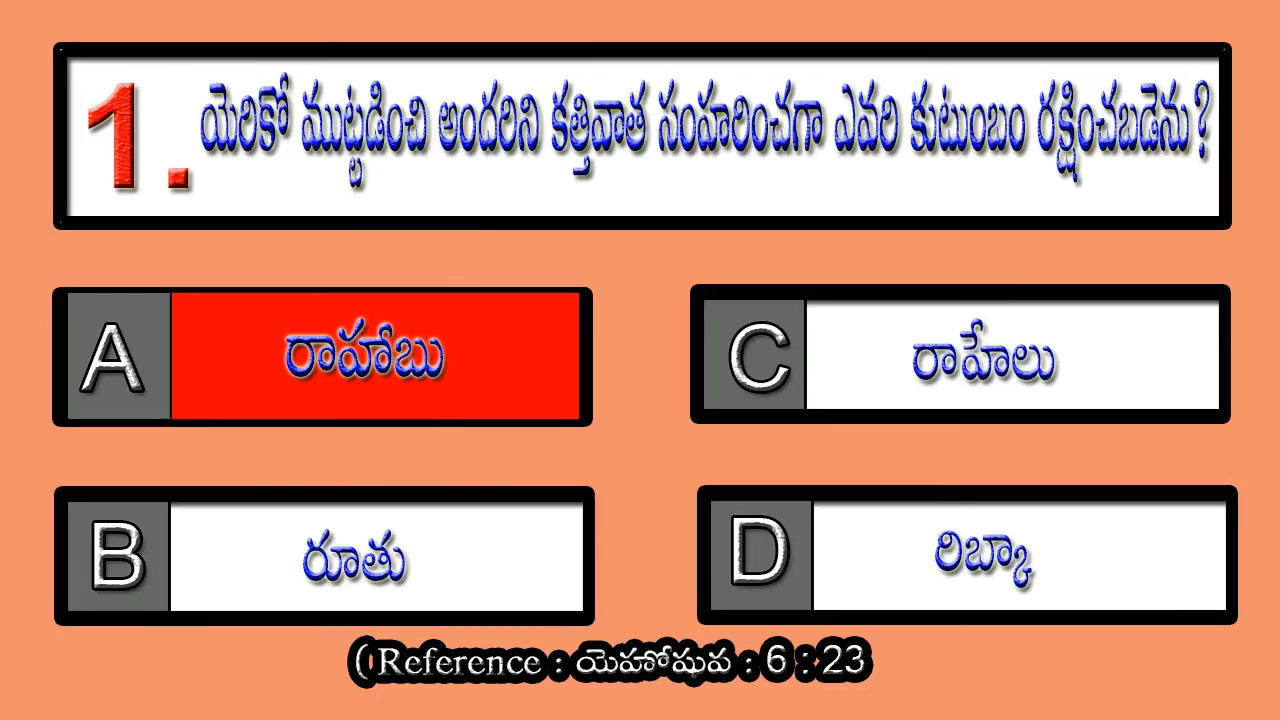 1. యెరికో ముట్టడించి అందరిని కత్తివాత సంహరించగా ఎవరి కుటుంబం రక్షించబడెను?
A రాహాబు
C రాహేలు
B రూతు
D రిబ్కా
( Reference : యెహోషువ : 6 : 23